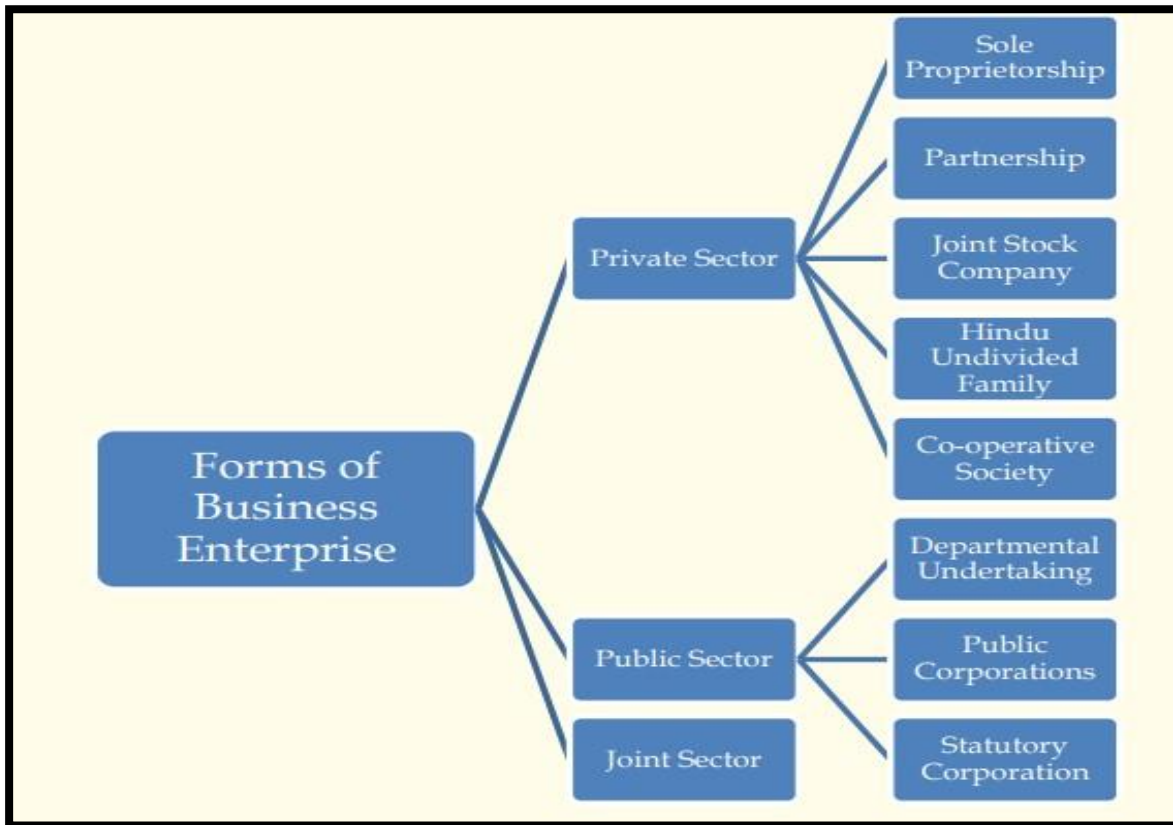 Forms of
Business
Enterprise
Private Sector
Sole
Proprietorship
Partnership
Joint Stock
Company
Hindu
Undivided
Family
Co-operative
Society
Public Sector
Departmental
Undertaking
Public
Corporations
Statutory
Corporation
Joint Sector